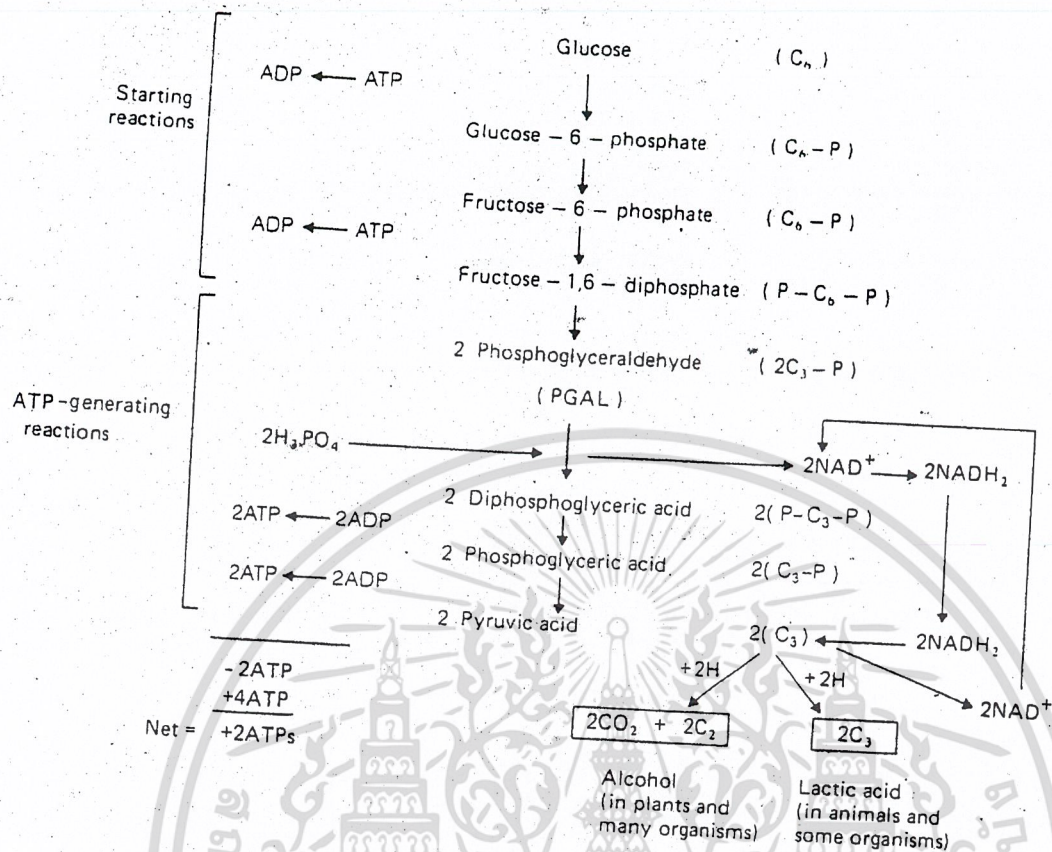 Glucose (C₆)
ADP ← ATP
Starting
reactions
Glucose – 6 – phosphate (C₆ – P)
Fructose – 6 – phosphate (C₆ – P)
ADP ← ATP
Fructose – 1,6 – diphosphate (P – C₆ – P)
2 Phosphoglyceraldehyde (2C₃ – P)
(PGAL)
ATP-generating
reactions
2H₃PO₄
2NAD⁺ → 2NADH₂
2 Diphosphoglyceric acid 2(P–C₃–P)
2ATP ← 2ADP
2 Phosphoglyceric acid 2(C₃–P)
2ATP ← 2ADP
2 Pyruvic acid 2(C₃) ← 2NADH₂
+2H +2H
2NAD⁺
-2ATP
+4ATP
Net = +2ATPs
2CO₂ + 2C₂ 2C₃
Alcohol
(in plants and
many organisms)
Lactic acid
(in animals and
some organisms)